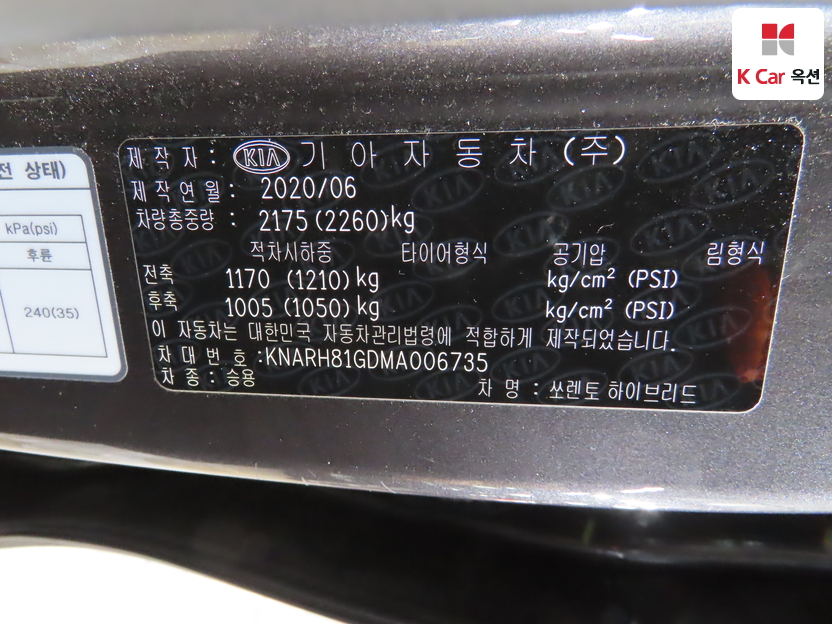 K Car 옥션
전 상태)
kPa(psi)
후륜
240(35)
제 작 자 : KIA 기 아 자 동 차 (주)
제 작 연 월 : 2020/06
차량총중량 : 2175 (2260)kg
적차시하중 타이어형식 공기압 림형식
전축 1170 (1210) kg kg/cm² (PSI)
후축 1005 (1050) kg kg/cm² (PSI)
이 자동차는 대한민국 자동차관리법령에 적합하게 제작되었습니다.
차 대 번 호 :KNARH81GDMA006735
차 종 : 승용 차 명 : 쏘렌토 하이브리드